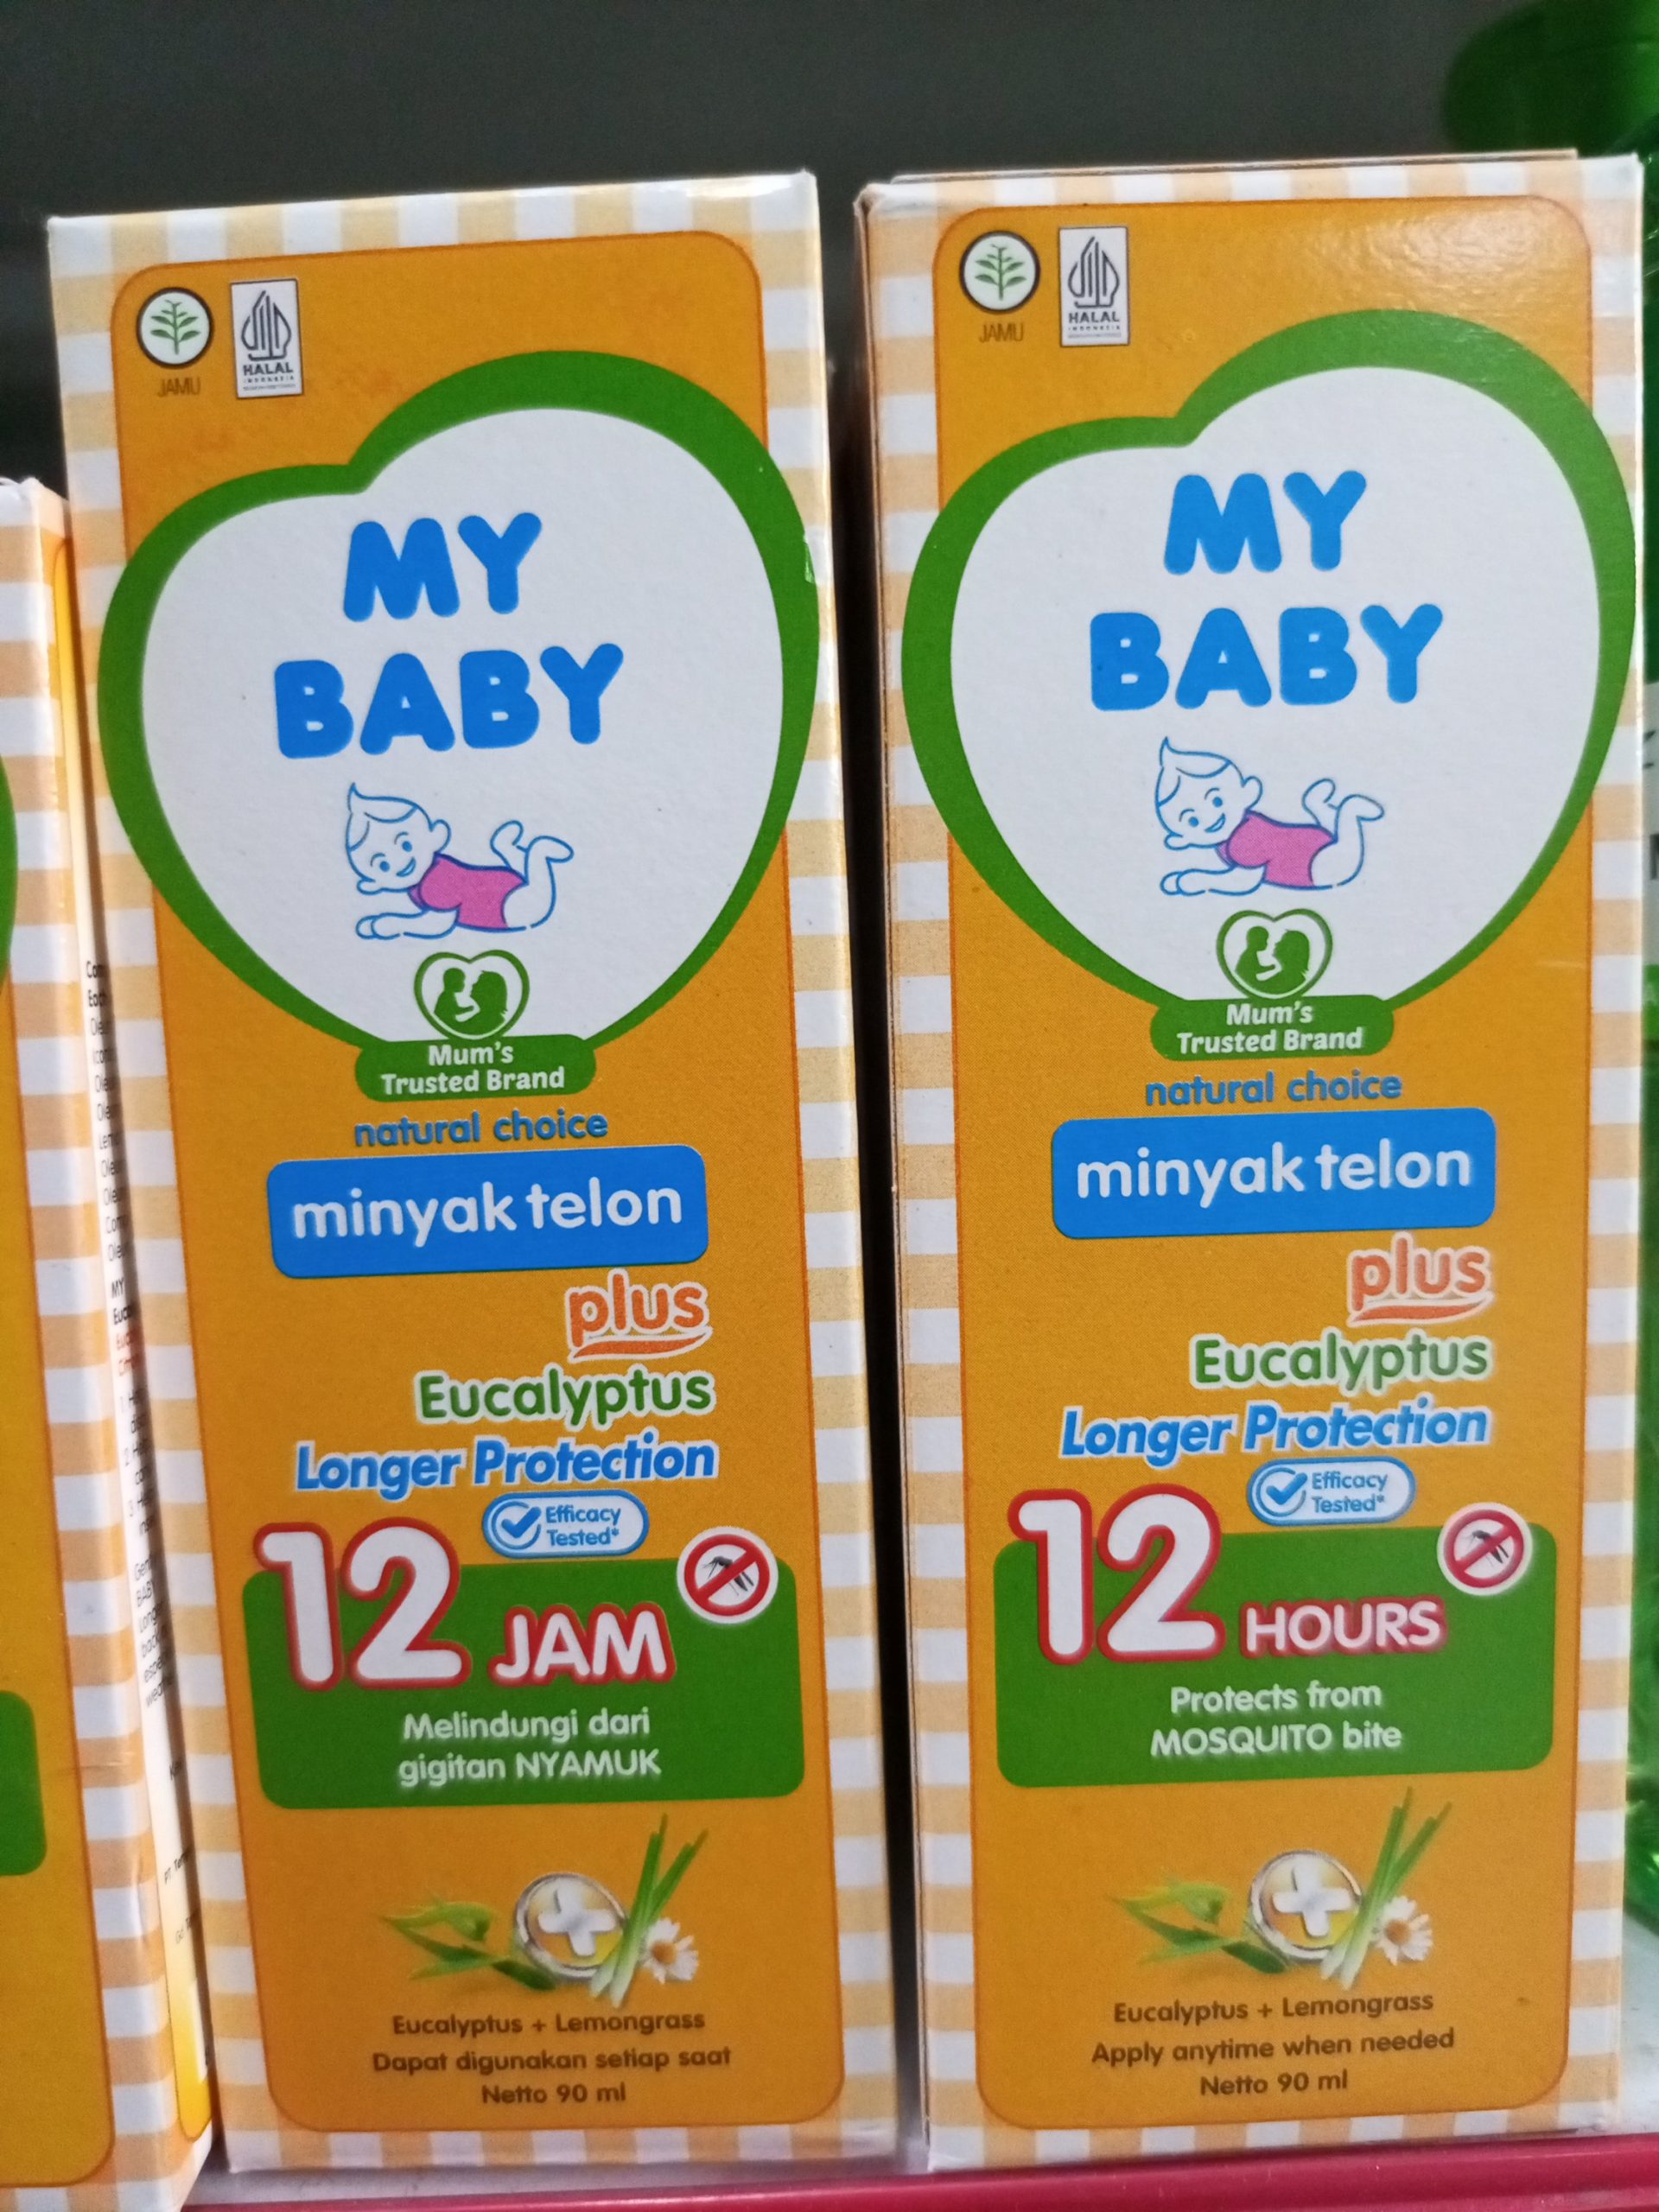 JAMU
HALAL
INDONESIA
MY
BABY
Mum's
Trusted Brand
natural choice
minyak telon
plus
Eucalyptus
Longer Protection
Efficacy
Tested*
12 JAM
Melindungi dari
gigitan NYAMUK
Eucalyptus + Lemongrass
Dapat digunakan setiap saat
Netto 90 ml
JAMU
HALAL
INDONESIA
MY
BABY
Mum's
Trusted Brand
natural choice
minyak telon
plus
Eucalyptus
Longer Protection
Efficacy
Tested*
12 HOURS
Protects from
MOSQUITO bite
Eucalyptus + Lemongrass
Apply anytime when needed
Netto 90 ml